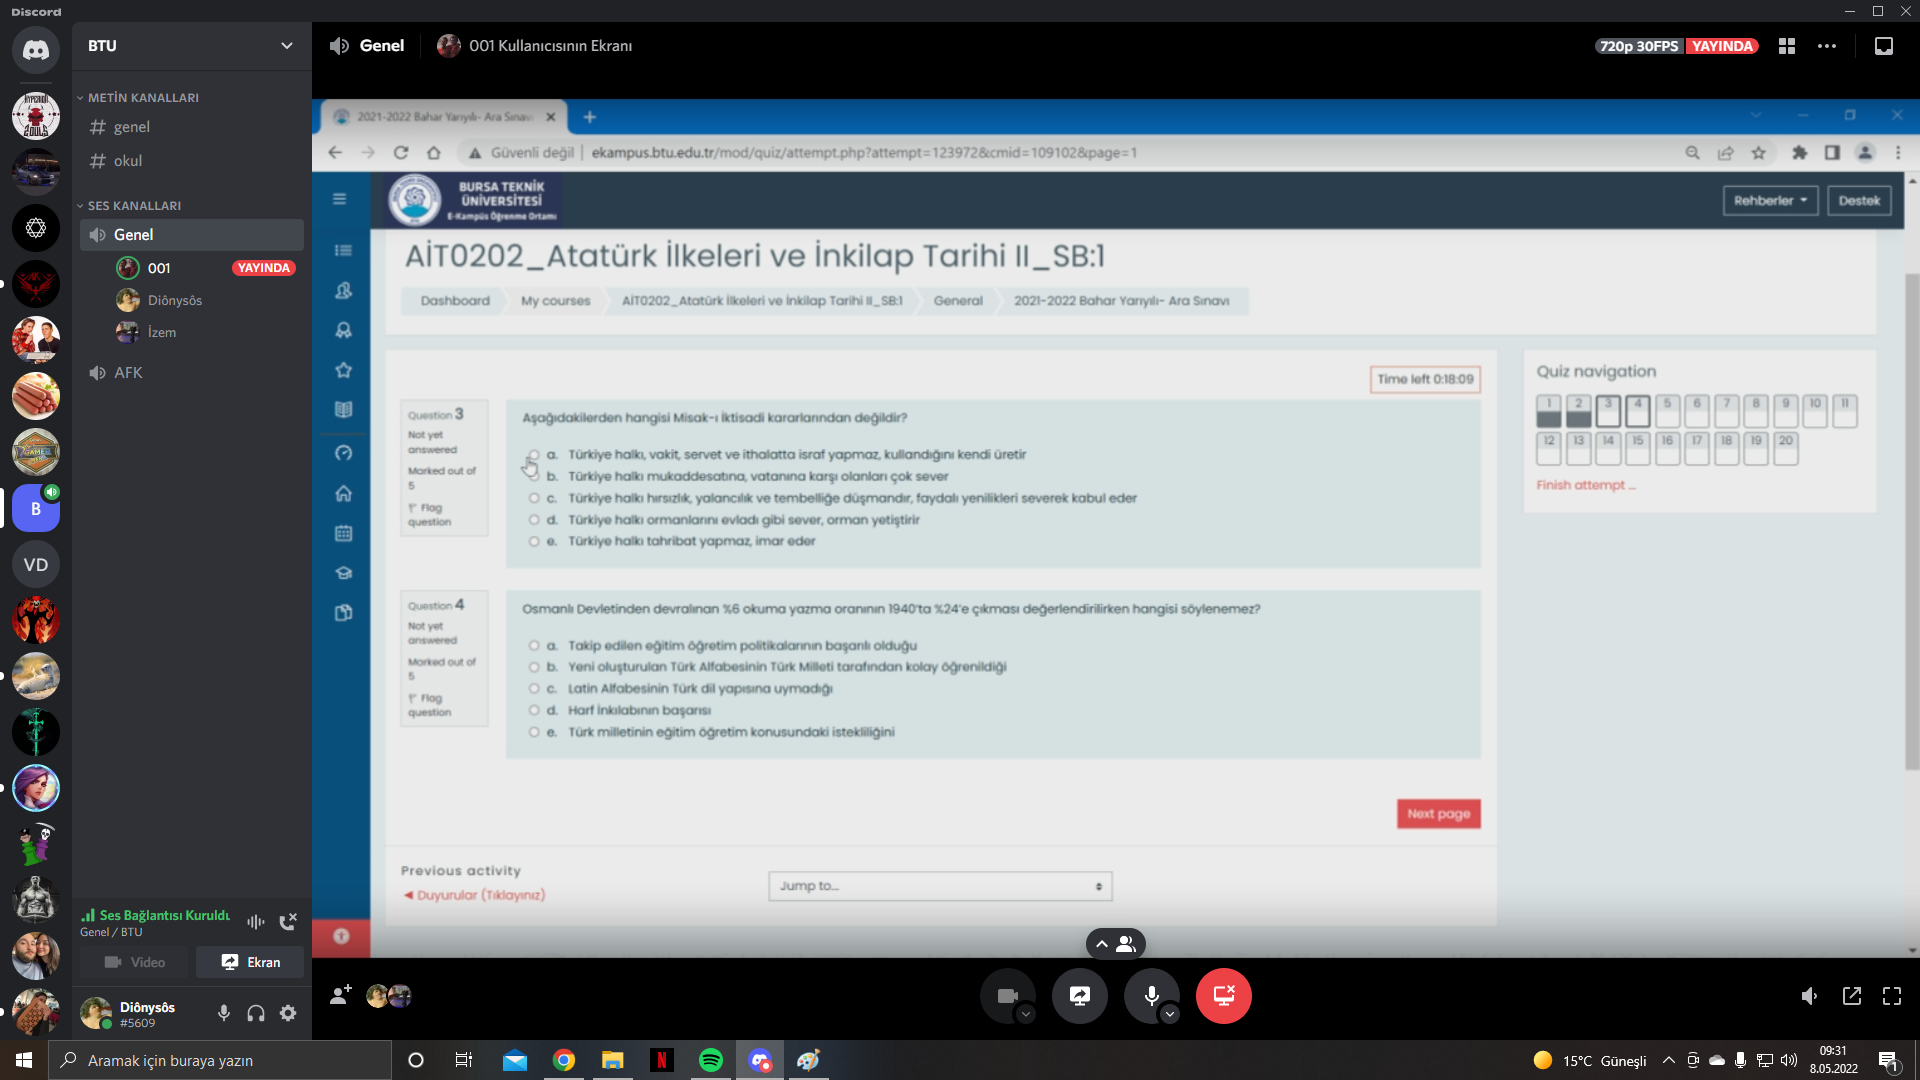 Discord
BTU
METİN KANALLARI
genel
okul
SES KANALLARI
Genel
001
YAYINDA
Diônysôs
İzem
AFK
VD
B
Ses Bağlantısı Kuruldu
Genel / BTU
Video
Ekran
Diônysôs
#5609
Genel
001 Kullanıcısının Ekranı
720p 30FPS
YAYINDA
2021-2022 Bahar Yarıyılı- Ara Sınavı
Güvenli değil
ekampus.btu.edu.tr/mod/quiz/attempt.php?attempt=123972&cmid=109102&page=1
BURSA TEKNİK
ÜNİVERSİTESİ
E-Kampüs Öğrenme Ortamı
Rehberler
Destek
AİT0202_Atatürk İlkeleri ve İnkilap Tarihi II_SB:1
Dashboard
My courses
AİT0202_Atatürk İlkeleri ve İnkilap Tarihi II_SB:1
General
2021-2022 Bahar Yarıyılı- Ara Sınavı
Time left 0:18:09
Question 3
Not yet
answered
Marked out of
5
Flag
question
Aşağıdakilerden hangisi Misak-ı İktisadi kararlarından değildir?
a. Türkiye halkı, vakit, servet ve ithalatta israf yapmaz, kullandığını kendi üretir
b. Türkiye halkı mukaddesatına, vatanına karşı olanları çok sever
c. Türkiye halkı hırsızlık, yalancılık ve tembelliğe düşmandır, faydalı yenilikleri severek kabul eder
d. Türkiye halkı ormanlarını evladı gibi sever, orman yetiştirir
e. Türkiye halkı tahribat yapmaz, imar eder
Question 4
Not yet
answered
Marked out of
5
Flag
question
Osmanlı Devletinden devralınan %6 okuma yazma oranının 1940'ta %24'e çıkması değerlendirilirken hangisi söylenemez?
a. Takip edilen eğitim öğretim politikalarının başarılı olduğu
b. Yeni oluşturulan Türk Alfabesinin Türk Milleti tarafından kolay öğrenildiği
c. Latin Alfabesinin Türk dil yapısına uymadığı
d. Harf İnkılabının başarısı
e. Türk milletinin eğitim öğretim konusundaki istekliliğini
Next page
Previous activity
◄ Duyurular (Tıklayınız)
Jump to...
Quiz navigation
1 2 3 4 5 6 7 8 9 10 11
12 13 14 15 16 17 18 19 20
Finish attempt ...
Aramak için buraya yazın
15°C Güneşli
09:31
8.05.2022
1